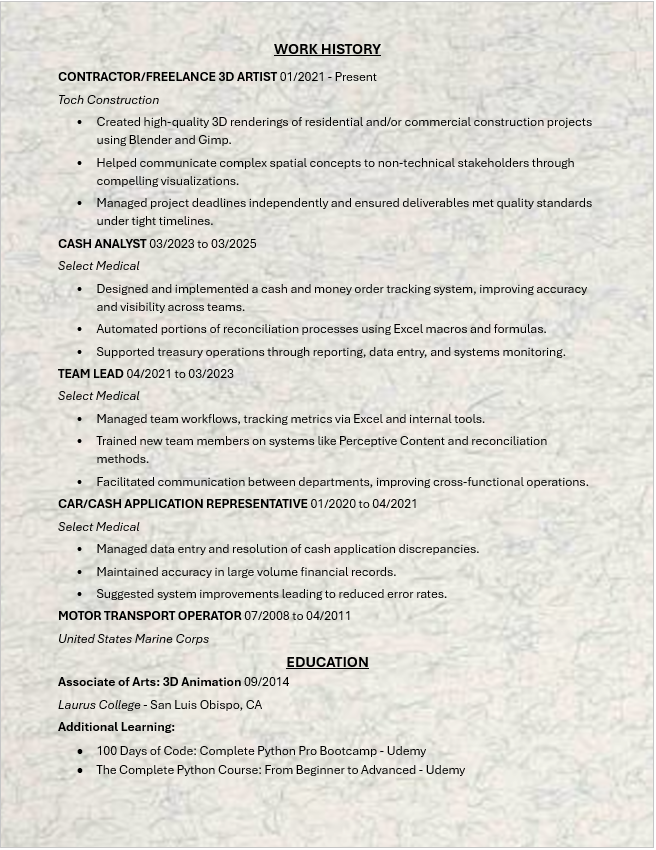 WORK HISTORY
CONTRACTOR/FREELANCE 3D ARTIST 01/2021 - Present
Toch Construction
• Created high-quality 3D renderings of residential and/or commercial construction projects
using Blender and Gimp.
• Helped communicate complex spatial concepts to non-technical stakeholders through
compelling visualizations.
• Managed project deadlines independently and ensured deliverables met quality standards
under tight timelines.
CASH ANALYST 03/2023 to 03/2025
Select Medical
• Designed and implemented a cash and money order tracking system, improving accuracy
and visibility across teams.
• Automated portions of reconciliation processes using Excel macros and formulas.
• Supported treasury operations through reporting, data entry, and systems monitoring.
TEAM LEAD 04/2021 to 03/2023
Select Medical
• Managed team workflows, tracking metrics via Excel and internal tools.
• Trained new team members on systems like Perceptive Content and reconciliation
methods.
• Facilitated communication between departments, improving cross-functional operations.
CAR/CASH APPLICATION REPRESENTATIVE 01/2020 to 04/2021
Select Medical
• Managed data entry and resolution of cash application discrepancies.
• Maintained accuracy in large volume financial records.
• Suggested system improvements leading to reduced error rates.
MOTOR TRANSPORT OPERATOR 07/2008 to 04/2011
United States Marine Corps
EDUCATION
Associate of Arts: 3D Animation 09/2014
Laurus College - San Luis Obispo, CA
Additional Learning:
• 100 Days of Code: Complete Python Pro Bootcamp - Udemy
• The Complete Python Course: From Beginner to Advanced - Udemy